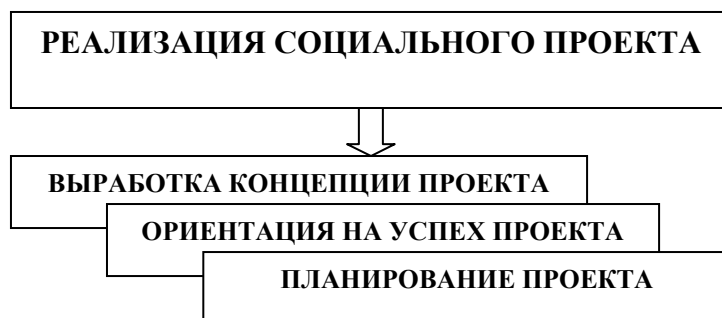 РЕАЛИЗАЦИЯ СОЦИАЛЬНОГО ПРОЕКТА
ВЫРАБОТКА КОНЦЕПЦИИ ПРОЕКТА
ОРИЕНТАЦИЯ НА УСПЕХ ПРОЕКТА
ПЛАНИРОВАНИЕ ПРОЕКТА